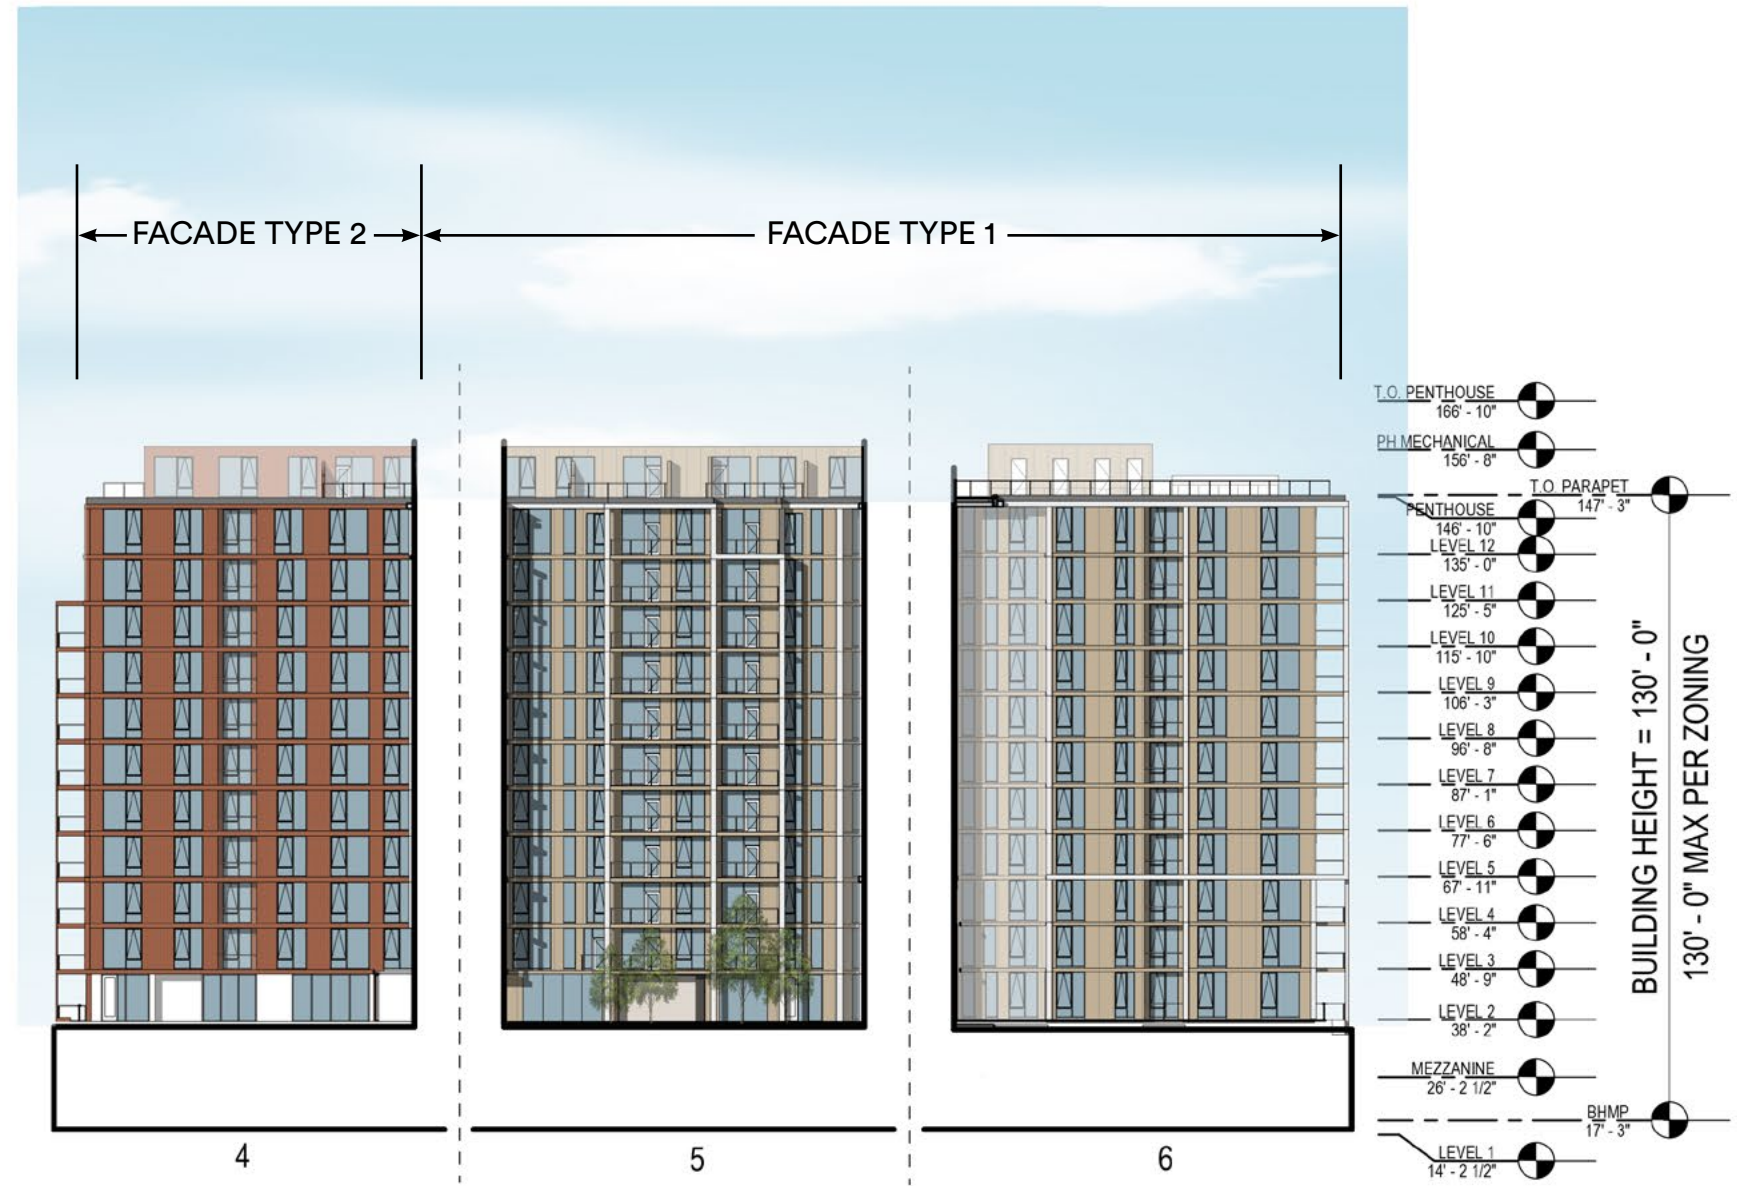 FACADE TYPE 2
FACADE TYPE 1
T.O. PENTHOUSE
166' - 10"
PH MECHANICAL
156' - 8"
T.O. PARAPET
147' - 3"
PENTHOUSE
146' - 10"
LEVEL 12
135' - 0"
LEVEL 11
125' - 5"
LEVEL 10
115' - 10"
LEVEL 9
106' - 3"
LEVEL 8
96' - 8"
LEVEL 7
87' - 1"
LEVEL 6
77' - 6"
LEVEL 5
67' - 11"
LEVEL 4
58' - 4"
LEVEL 3
48' - 9"
LEVEL 2
38' - 2"
MEZZANINE
26' - 2 1/2"
BHMP
17' - 3"
LEVEL 1
14' - 2 1/2"
BUILDING HEIGHT = 130' - 0"
130' - 0" MAX PER ZONING
4
5
6